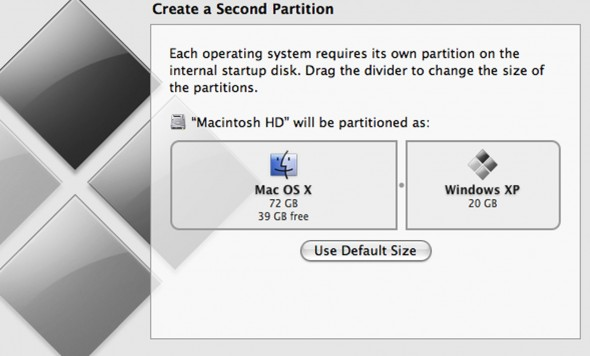 Create a Second Partition
Each operating system requires its own partition on the
internal startup disk. Drag the divider to change the size of
the partitions.
“Macintosh HD” will be partitioned as:
Mac OS X
72 GB
39 GB free
Windows XP
20 GB
Use Default Size